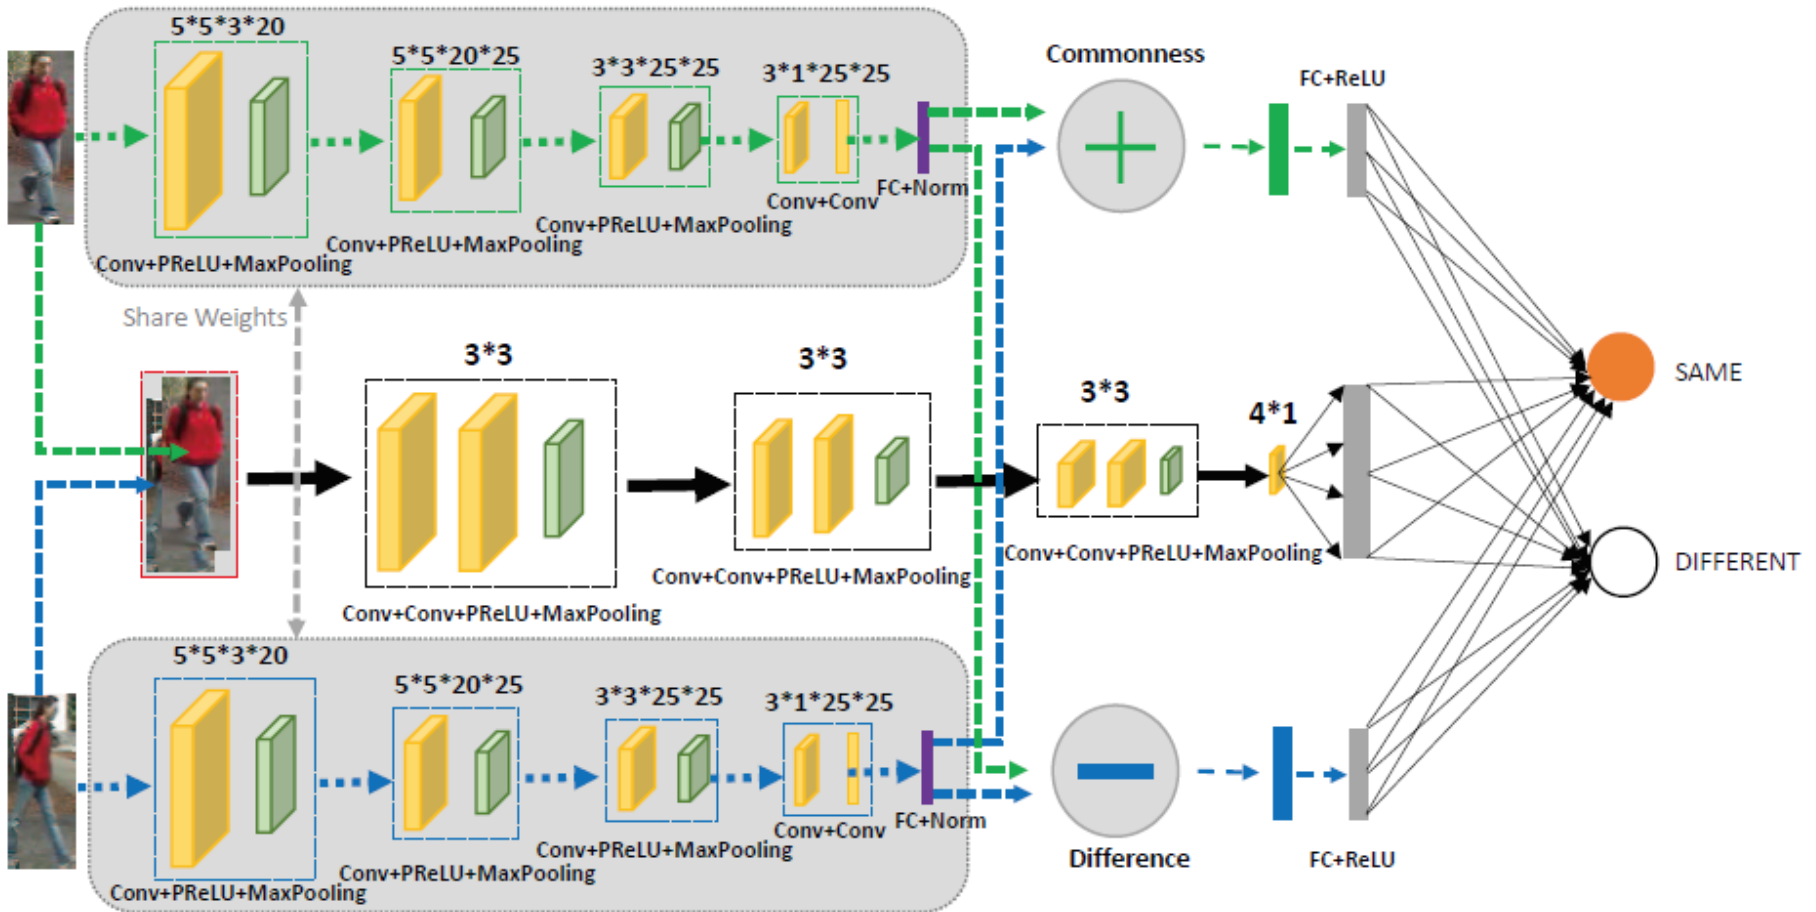 5*5*3*20
5*5*20*25
3*3*25*25
3*1*25*25
Commonness
FC+ReLU
FC+Norm
Conv+Conv
Conv+PReLU+MaxPooling
Conv+PReLU+MaxPooling
Conv+PReLU+MaxPooling
Share Weights
3*3
3*3
3*3
4*1
SAME
DIFFERENT
Conv+Conv+PReLU+MaxPooling
Conv+Conv+PReLU+MaxPooling
Conv+Conv+PReLU+MaxPooling
5*5*3*20
5*5*20*25
3*3*25*25
3*1*25*25
FC+Norm
Conv+Conv
Conv+PReLU+MaxPooling
Conv+PReLU+MaxPooling
Conv+PReLU+MaxPooling
Difference
FC+ReLU